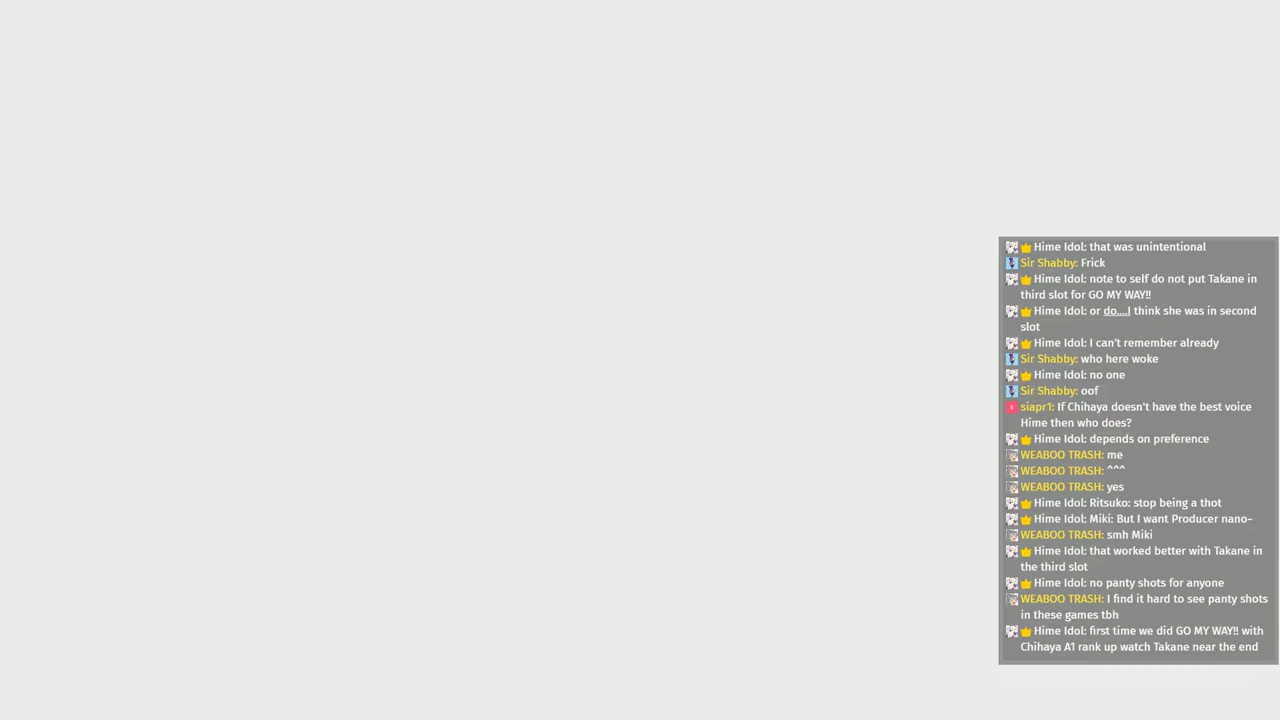 Hime Idol: that was unintentional
Sir Shabby: Frick
Hime Idol: note to self do not put Takane in
third slot for GO MY WAY!!
Hime Idol: or do....I think she was in second
slot
Hime Idol: I can't remember already
Sir Shabby: who here woke
Hime Idol: no one
Sir Shabby: oof
siapr1: If Chihaya doesn't have the best voice
Hime then who does?
Hime Idol: depends on preference
WEABOO TRASH: me
WEABOO TRASH: ^^^
WEABOO TRASH: yes
Hime Idol: Ritsuko: stop being a thot
Hime Idol: Miki: But I want Producer nano~
WEABOO TRASH: smh Miki
Hime Idol: that worked better with Takane in
the third slot
Hime Idol: no panty shots for anyone
WEABOO TRASH: I find it hard to see panty shots
in these games tbh
Hime Idol: first time we did GO MY WAY!! with
Chihaya A1 rank up watch Takane near the end